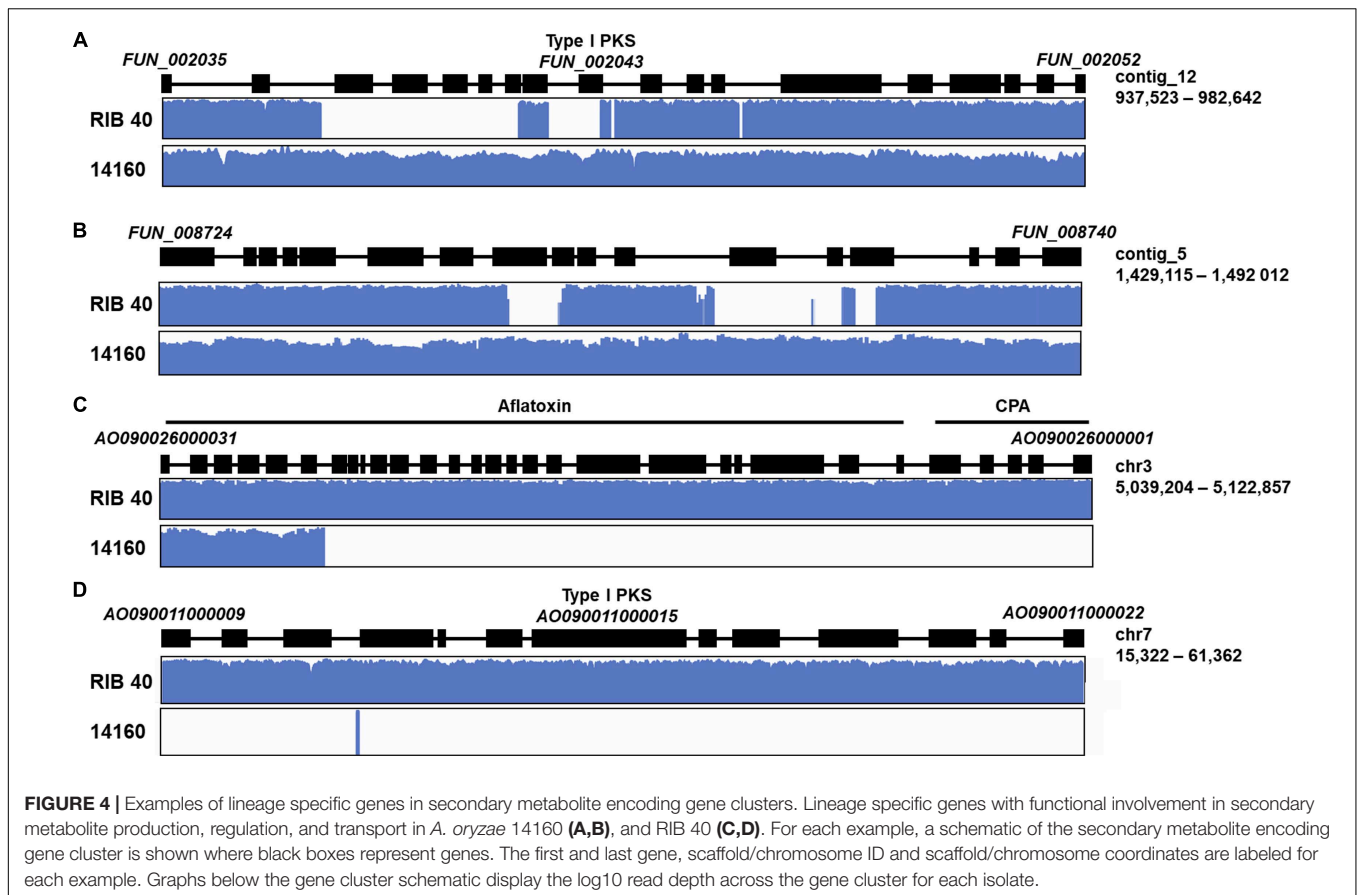 A
Type I PKS
FUN_002035
FUN_002043
FUN_002052
contig_12
937,523 – 982,642
RIB 40
14160
B
FUN_008724
FUN_008740
contig_5
1,429,115 – 1,492 012
RIB 40
14160
C
Aflatoxin
CPA
AO090026000031
AO090026000001
chr3
5,039,204 – 5,122,857
RIB 40
14160
D
Type I PKS
AO090011000009
AO090011000015
AO090011000022
chr7
15,322 – 61,362
RIB 40
14160
FIGURE 4 | Examples of lineage specific genes in secondary metabolite encoding gene clusters. Lineage specific genes with functional involvement in secondary
metabolite production, regulation, and transport in A. oryzae 14160 (A,B), and RIB 40 (C,D). For each example, a schematic of the secondary metabolite encoding
gene cluster is shown where black boxes represent genes. The first and last gene, scaffold/chromosome ID and scaffold/chromosome coordinates are labeled for
each example. Graphs below the gene cluster schematic display the log10 read depth across the gene cluster for each isolate.